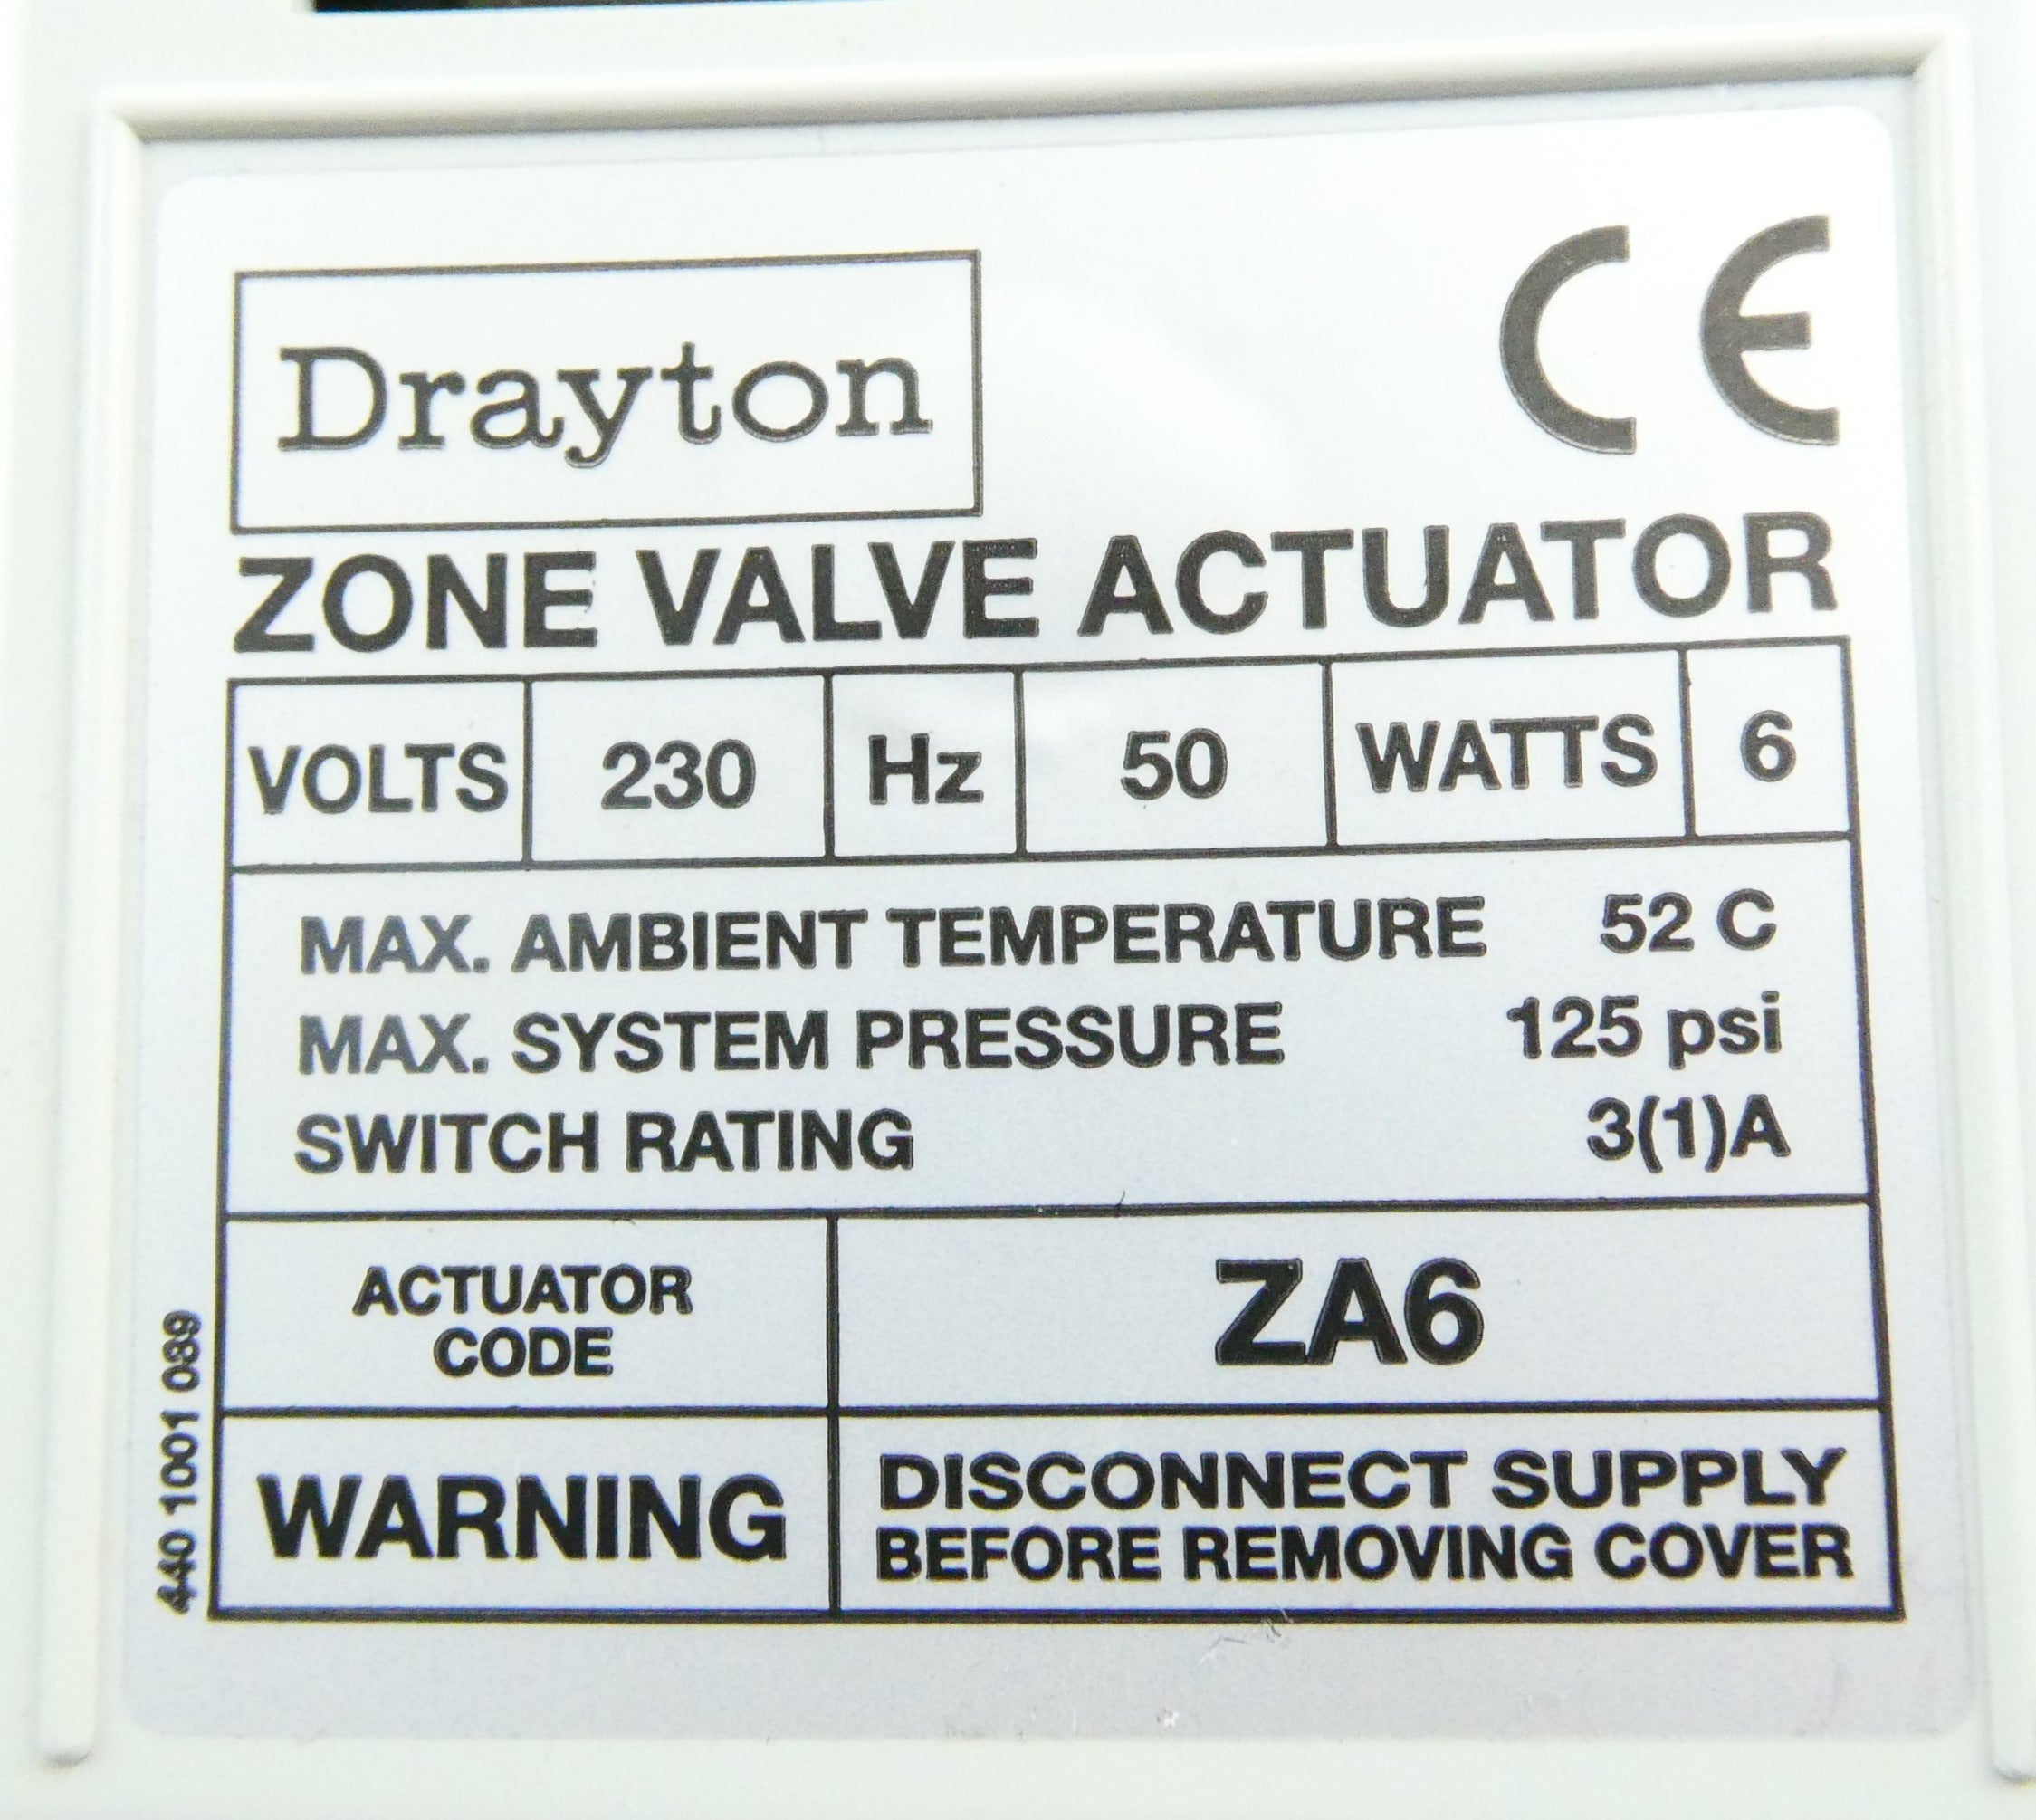 Drayton
CE
ZONE VALVE ACTUATOR
VOLTS 230 Hz 50 WATTS 6
MAX. AMBIENT TEMPERATURE 52 C
MAX. SYSTEM PRESSURE 125 psi
SWITCH RATING 3(1)A
ACTUATOR
CODE
ZA6
WARNING
DISCONNECT SUPPLY
BEFORE REMOVING COVER
440 1001 089